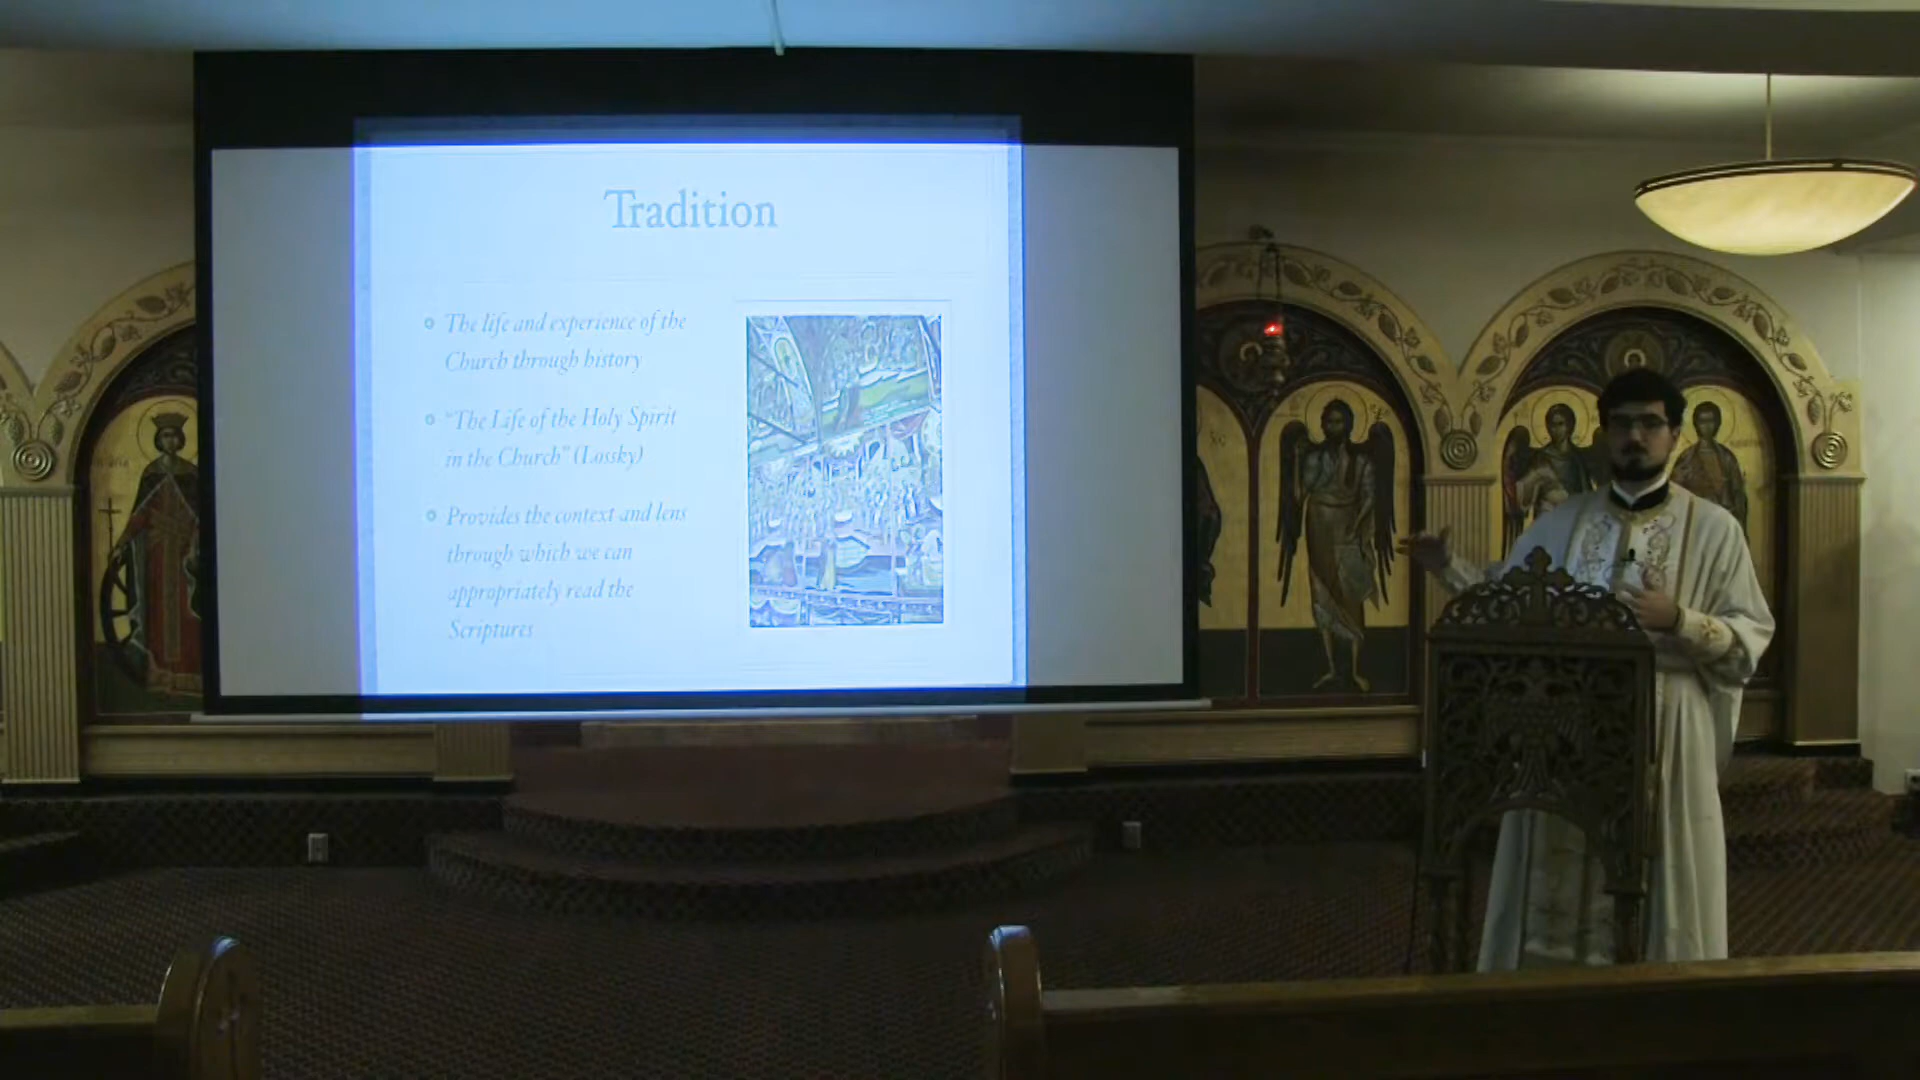 Tradition
The life and experience of the
Church through history
"The Life of the Holy Spirit
in the Church" (Lossky)
Provides the context and lens
through which we can
appropriately read the
Scriptures